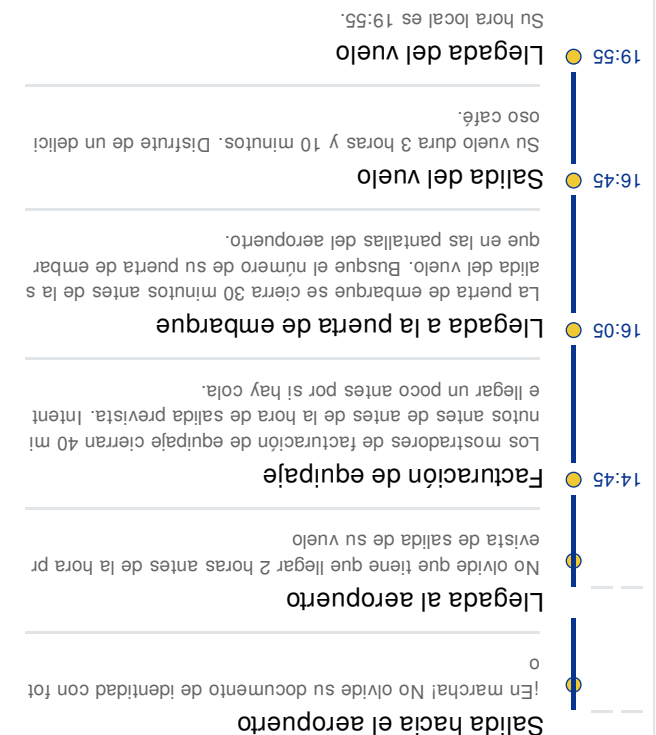 Salida hacia el aeropuerto
¡En marcha! No olvide su documento de identidad con fot
o
Llegada al aeropuerto
No olvide que tiene que llegar 2 horas antes de la hora pr
evista de salida de su vuelo
14:45
Facturación de equipaje
Los mostradores de facturación de equipaje cierran 40 mi
nutos antes de antes de la hora de salida prevista. Intent
e llegar un poco antes por si hay cola.
16:05
Llegada a la puerta de embarque
La puerta de embarque se cierra 30 minutos antes de la s
alida del vuelo. Busque el número de su puerta de embar
que en las pantallas del aeropuerto.
16:45
Salida del vuelo
Su vuelo dura 3 horas y 10 minutos. Disfrute de un delici
oso café.
19:55
Llegada del vuelo
Su hora local es 19:55.